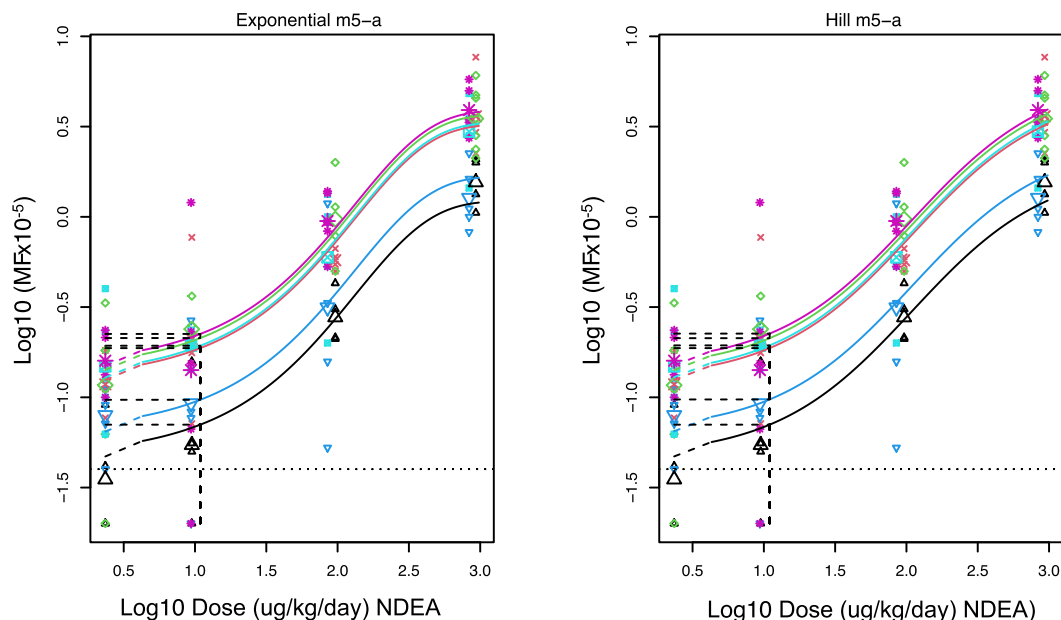 Exponential m5−a
Log10 (MFx10-5)
1.0
0.5
0.0
−0.5
−1.0
−1.5
0.5 1.0 1.5 2.0 2.5 3.0
Log10 Dose (ug/kg/day) NDEA
Hill m5−a
Log10 (MFx10-5)
1.0
0.5
0.0
−0.5
−1.0
−1.5
0.5 1.0 1.5 2.0 2.5 3.0
Log10 Dose (ug/kg/day) NDEA)